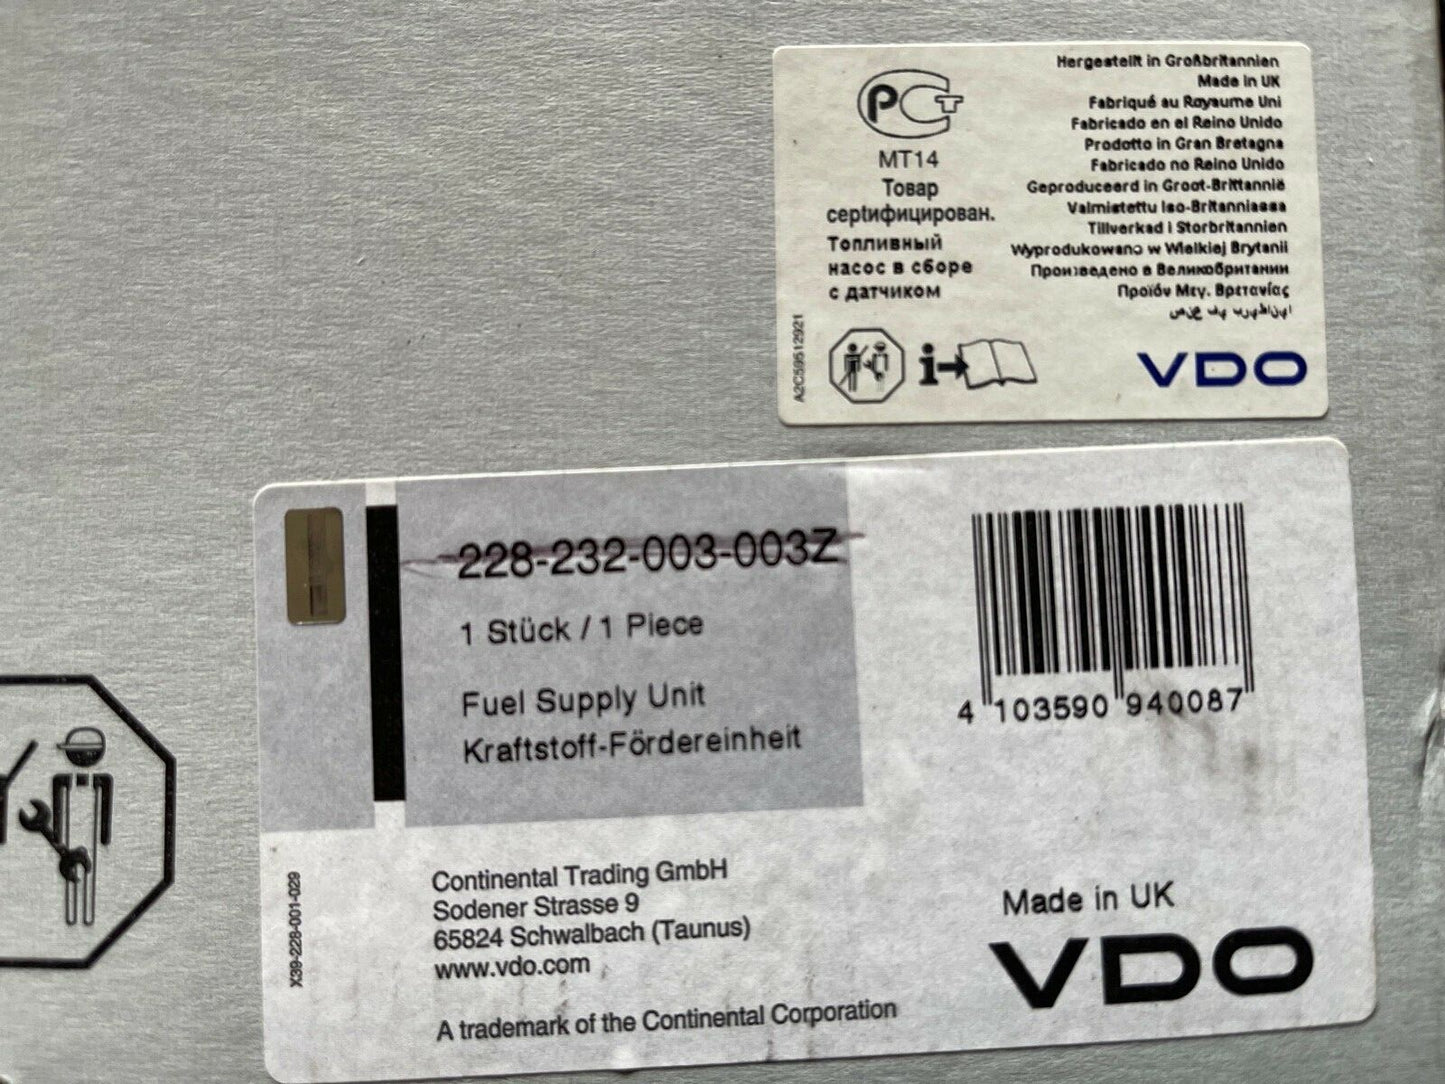 MT14
Товар
сертифицирован.
Топливный
насос в сборе
с датчиком
A2C59512921
Hergestellt in Großbritannien
Made in UK
Fabriqué au Royaume Uni
Fabricado en el Reino Unido
Prodotto in Gran Bretagna
Fabricado no Reino Unido
Geproduceerd in Groot-Brittannië
Valmistettu Iso-Britanniassa
Tillverkad i Storbritannien
Wyprodukowano w Wielkiej Brytanii
Произведено в Великобритании
Προϊόν Μεγ. Βρετανίας
VDO
228-232-003-003Z
1 Stück / 1 Piece
Fuel Supply Unit
Kraftstoff-Fördereinheit
4 103590 940087
X39-228-001-029
Continental Trading GmbH
Sodener Strasse 9
65824 Schwalbach (Taunus)
www.vdo.com
A trademark of the Continental Corporation
Made in UK
VDO